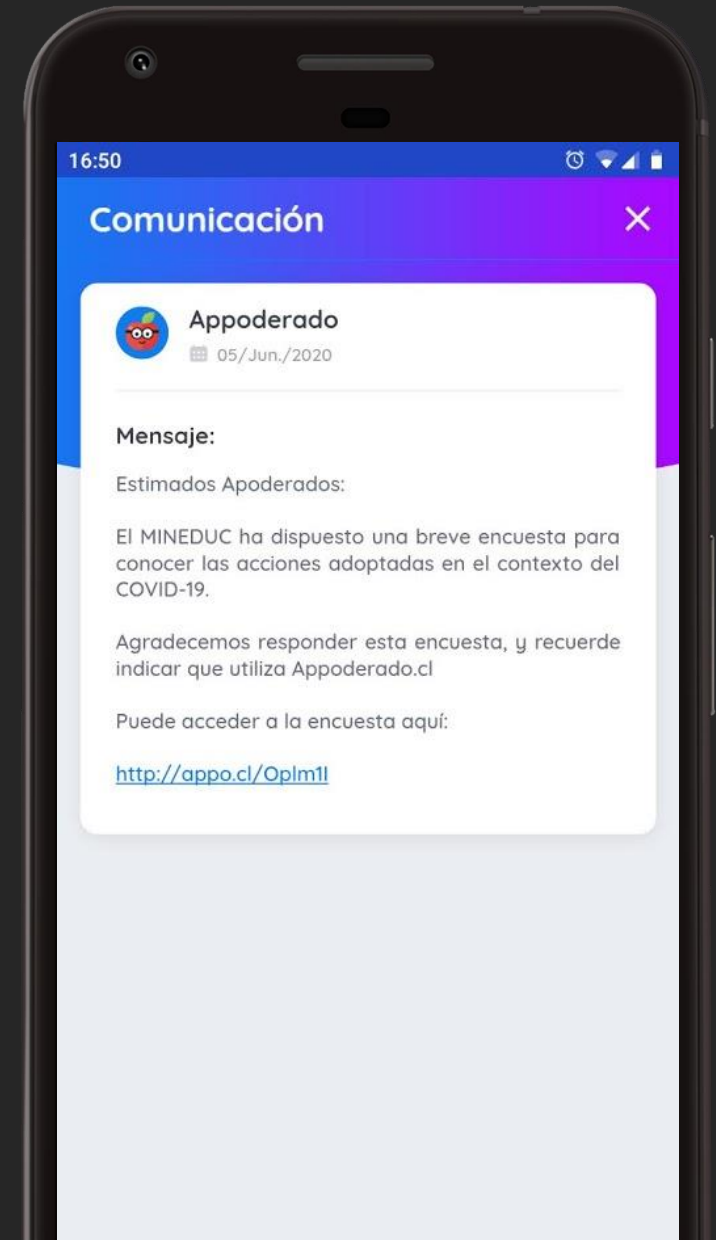 16:50
Comunicación
Appoderado
05/Jun./2020
Mensaje:
Estimados Apoderados:
El MINEDUC ha dispuesto una breve encuesta para
conocer las acciones adoptadas en el contexto del
COVID-19.
Agradecemos responder esta encuesta, y recuerde
indicar que utiliza Appoderado.cl
Puede acceder a la encuesta aquí:
http://appo.cl/Oplm1I